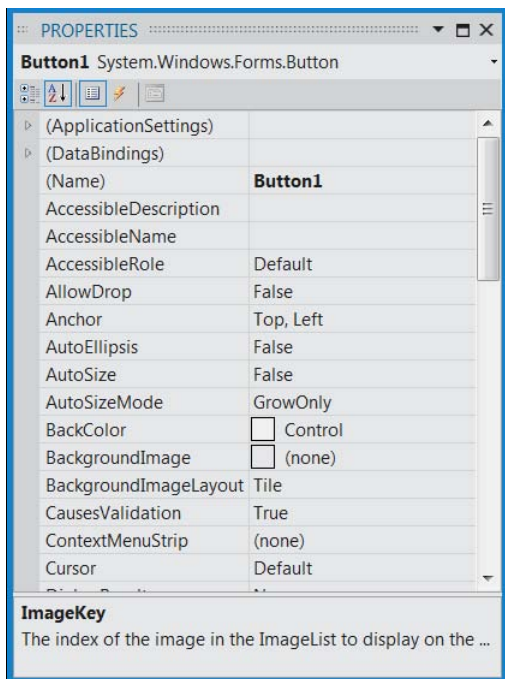 PROPERTIES
Button1 System.Windows.Forms.Button
(ApplicationSettings)
(DataBindings)
(Name) Button1
AccessibleDescription
AccessibleName
AccessibleRole Default
AllowDrop False
Anchor Top, Left
AutoEllipsis False
AutoSize False
AutoSizeMode GrowOnly
BackColor Control
BackgroundImage (none)
BackgroundImageLayout Tile
CausesValidation True
ContextMenuStrip (none)
Cursor Default
ImageKey
The index of the image in the ImageList to display on the ...